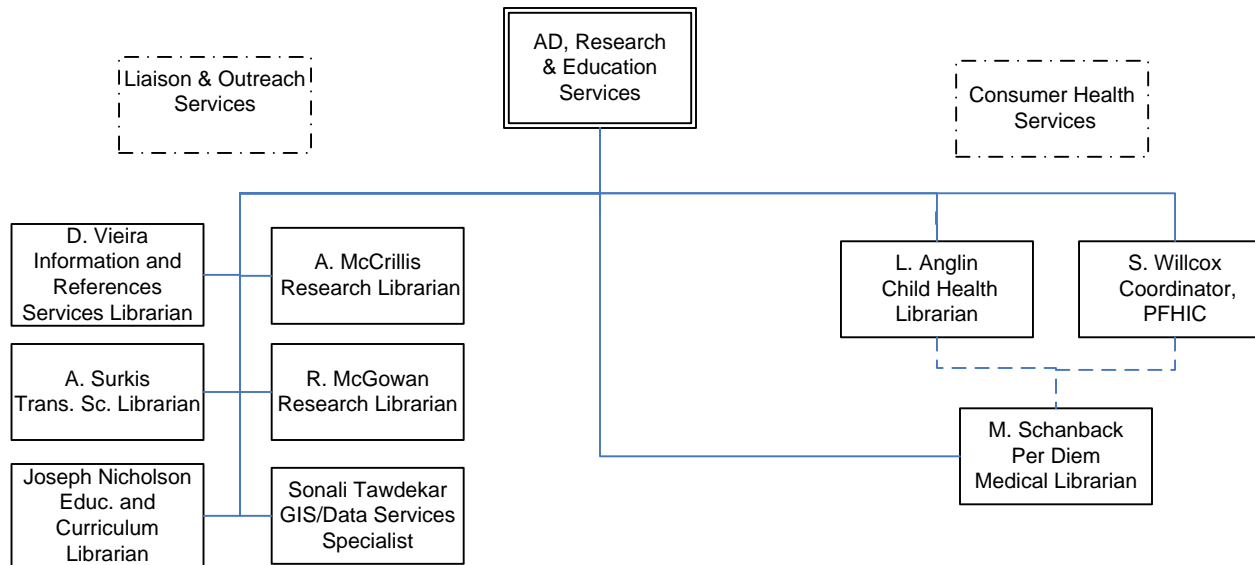 AD, Research
& Education
Services
Liaison & Outreach
Services
Consumer Health
Services
D. Vieira
Information and
References
Services Librarian
A. McCrillis
Research Librarian
L. Anglin
Child Health
Librarian
S. Willcox
Coordinator,
PFHIC
A. Surkis
Trans. Sc. Librarian
R. McGowan
Research Librarian
M. Schanback
Per Diem
Medical Librarian
Joseph Nicholson
Educ. and
Curriculum
Librarian
Sonali Tawdekar
GIS/Data Services
Specialist